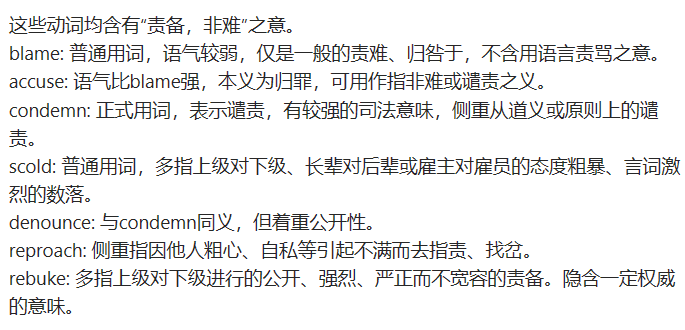 这些动词均含有“责备，非难”之意。
blame: 普通用词，语气较弱，仅是一般的责难、归咎于，不含用语言责骂之意。
accuse: 语气比blame强，本义为归罪，可用作指非难或谴责之义。
condemn: 正式用词，表示谴责，有较强的司法意味，侧重从道义或原则上的谴
责。
scold: 普通用词，多指上级对下级、长辈对后辈或雇主对雇员的态度粗暴、言词激
烈的数落。
denounce: 与condemn同义，但着重公开性。
reproach: 侧重指因他人粗心、自私等引起不满而去指责、找岔。
rebuke: 多指上级对下级进行的公开、强烈、严正而不宽容的责备。隐含一定权威
的意味。